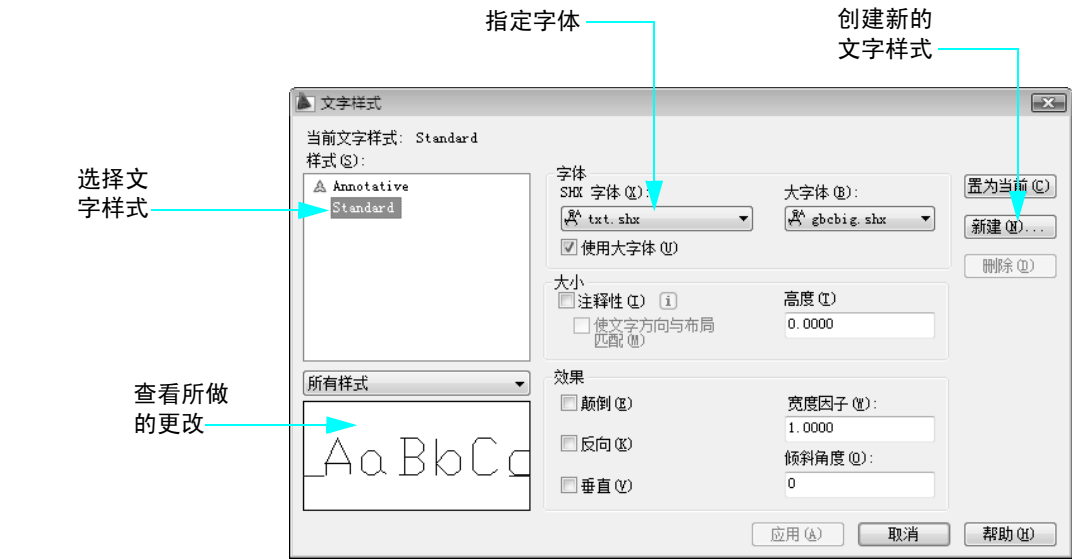 指定字体
创建新的
文字样式
文字样式
当前文字样式: Standard
样式(S):
选择文
字样式
Annotative
Standard
字体
SHX 字体(X):
大字体(B):
txt.shx
gbcbig.shx
使用大字体(U)
置为当前(C)
新建(N)...
删除(D)
大小
注释性(I)
i
使文字方向与布局
匹配(M)
高度(T)
0.0000
所有样式
查看所做
的更改
AaBbCc
效果
颠倒(E)
反向(K)
垂直(V)
宽度因子(W):
1.0000
倾斜角度(O):
0
应用(A)
取消
帮助(H)